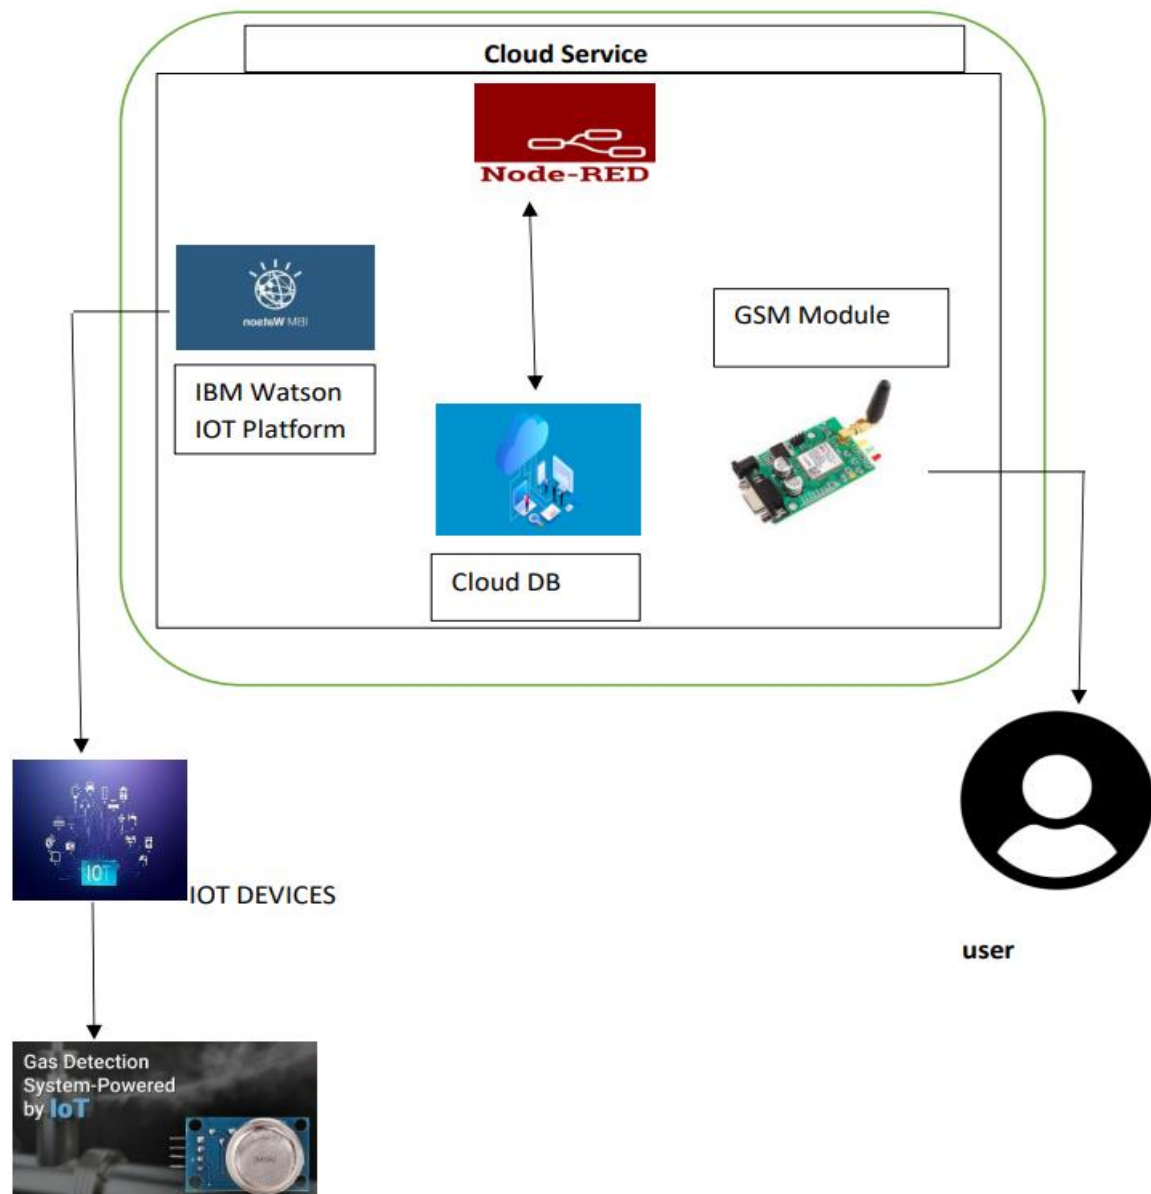 Cloud Service
Node-RED
IBM Watson
GSM Module
IBM Watson
IOT Platform
Cloud DB
IOT
IOT DEVICES
user
Gas Detection
System-Powered
by IoT